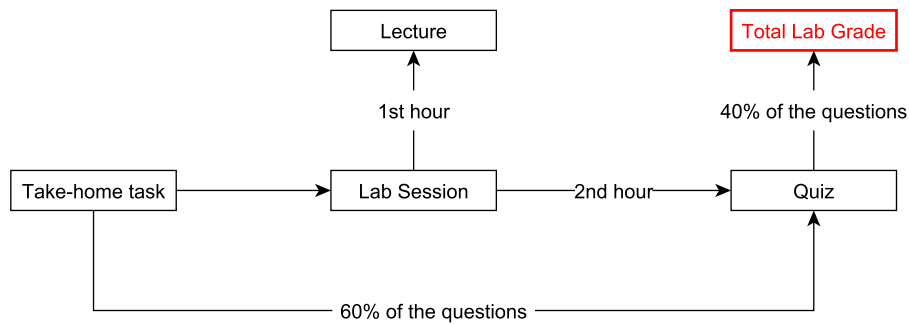 Lecture
Total Lab Grade
1st hour
40% of the questions
Take-home task
Lab Session
2nd hour
Quiz
60% of the questions